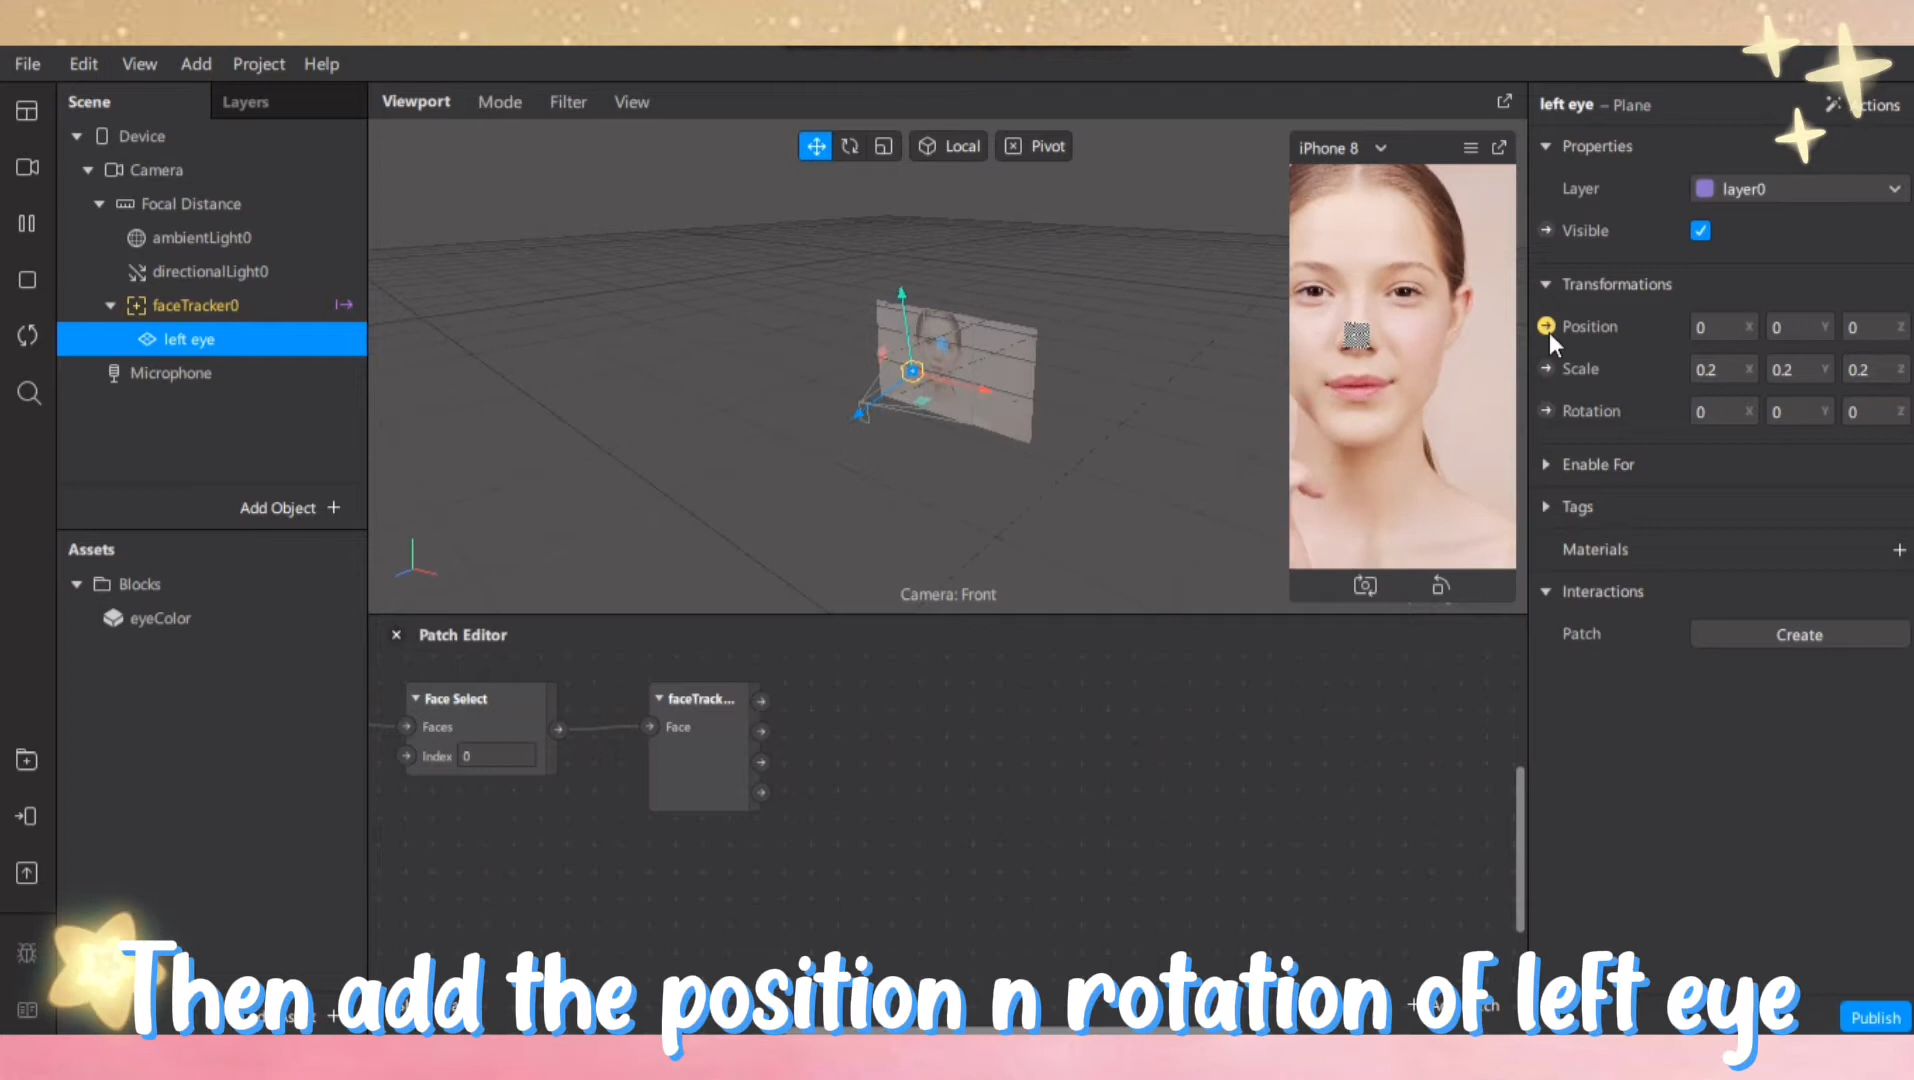 File Edit View Add Project Help
Scene Layers
Device
Camera
Focal Distance
ambientLight0
directionalLight0
faceTracker0
left eye
Microphone
Add Object +
Assets
Blocks
eyeColor
Viewport Mode Filter View
Local Pivot
iPhone 8
Camera: Front
Patch Editor
Face Select
Faces
Index 0
faceTrack...
Face
left eye – Plane
Properties
Layer layer0
Visible
Transformations
Position 0 X 0 Y 0 Z
Scale 0.2 X 0.2 Y 0.2 Z
Rotation 0 X 0 Y 0 Z
Enable For
Tags
Materials +
Interactions
Patch Create
Publish
Then add the position n rotation of left eye